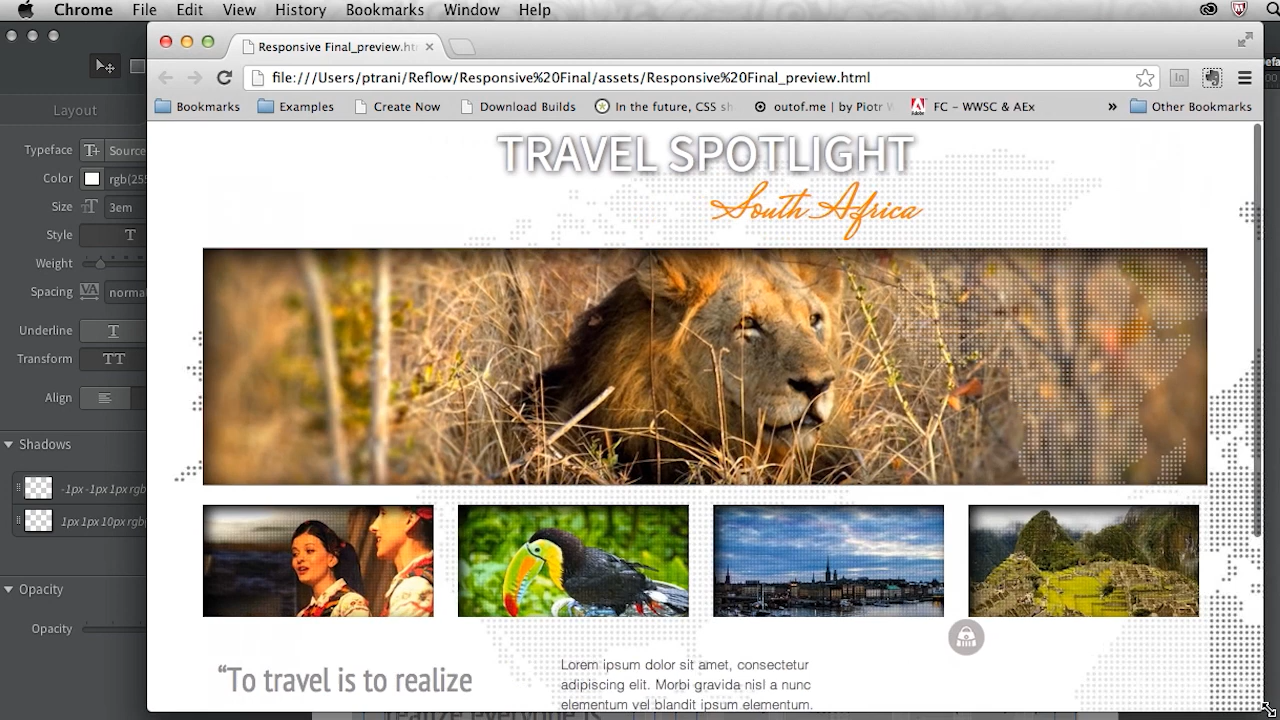 Chrome File Edit View History Bookmarks Window Help
Responsive Final_preview.ht
file:///Users/ptrani/Reflow/Responsive%20Final/assets/Responsive%20Final_preview.html
Bookmarks Examples Create Now Download Builds In the future, CSS sh outof.me | by Piotr W FC – WWSC & AEx » Other Bookmarks
Layout
Typeface T+ Source
Color rgb(25
Size T 3em
Style T
Weight
Spacing VA normal
Underline T
Transform TT
Align
Shadows
-1px -1px 1px rgb
1px 1px 10px rgb(
Opacity
Opacity
TRAVEL SPOTLIGHT
South Africa
“To travel is to realize
Lorem ipsum dolor sit amet, consectetur
adipiscing elit. Morbi gravida nisl a nunc
elementum vel blandit ipsum elementum.